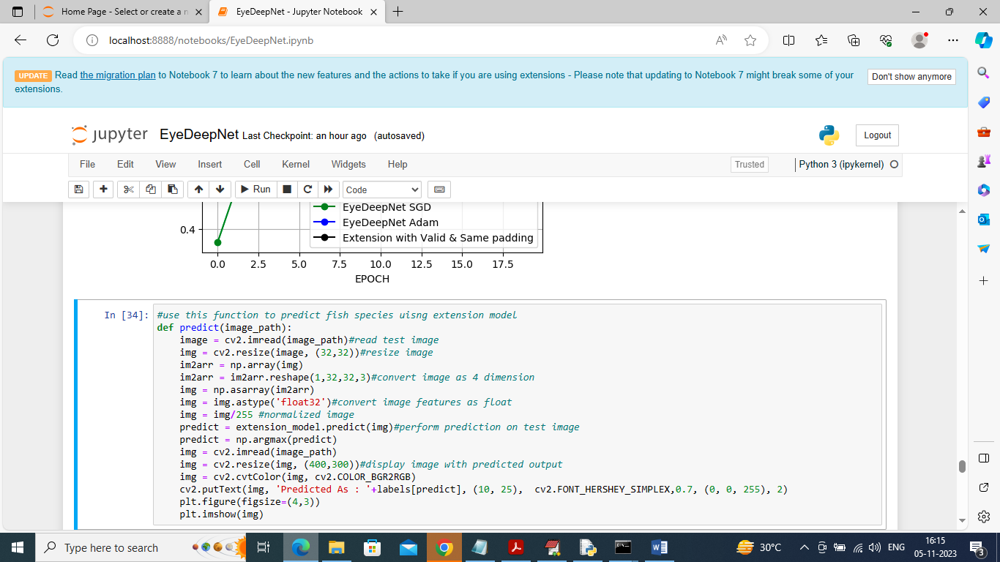 Home Page - Select or create a n
EyeDeepNet - Jupyter Notebook
localhost:8888/notebooks/EyeDeepNet.ipynb
UPDATE Read the migration plan to Notebook 7 to learn about the new features and the actions to take if you are using extensions - Please note that updating to Notebook 7 might break some of your
extensions.
Don't show anymore
jupyter EyeDeepNet Last Checkpoint: an hour ago (autosaved)
Logout
File Edit View Insert Cell Kernel Widgets Help
Trusted
Python 3 (ipykernel)
Run
Code
EyeDeepNet SGD
EyeDeepNet Adam
Extension with Valid & Same padding
0.4
0.0 2.5 5.0 7.5 10.0 12.5 15.0 17.5
EPOCH
In [34]:
#use this function to predict fish species uisng extension model
def predict(image_path):
    image = cv2.imread(image_path)#read test image
    img = cv2.resize(image, (32,32))#resize image
    im2arr = np.array(img)
    im2arr = im2arr.reshape(1,32,32,3)#convert image as 4 dimension
    img = np.asarray(im2arr)
    img = img.astype('float32')#convert image features as float
    img = img/255 #normalized image
    predict = extension_model.predict(img)#perform prediction on test image
    predict = np.argmax(predict)
    img = cv2.imread(image_path)
    img = cv2.resize(img, (400,300))#display image with predicted output
    img = cv2.cvtColor(img, cv2.COLOR_BGR2RGB)
    cv2.putText(img, 'Predicted As : '+labels[predict], (10, 25),  cv2.FONT_HERSHEY_SIMPLEX,0.7, (0, 0, 255), 2)
    plt.figure(figsize=(4,3))
    plt.imshow(img)
Type here to search
30°C
ENG
16:15
05-11-2023
3